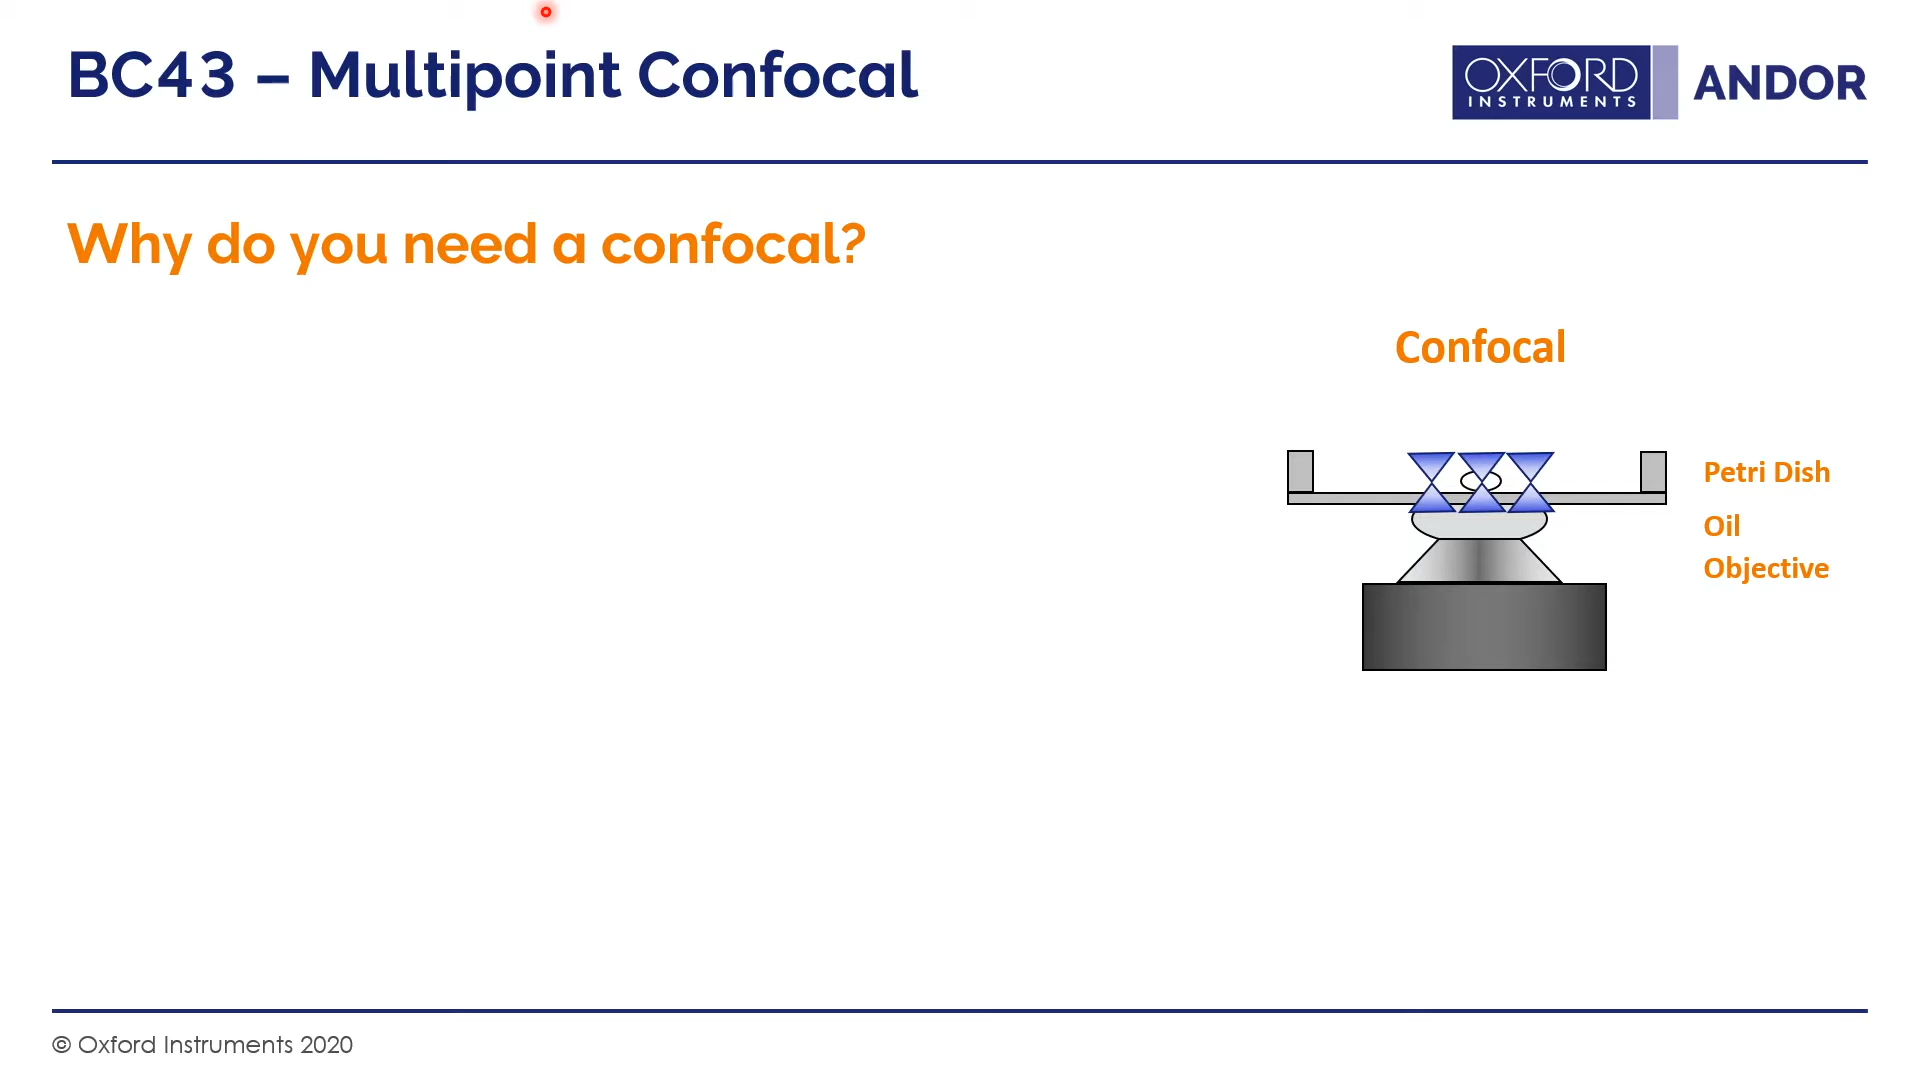 BC43 – Multipoint Confocal
OXFORD
INSTRUMENTS
ANDOR
Why do you need a confocal?
Confocal
Petri Dish
Oil
Objective
© Oxford Instruments 2020